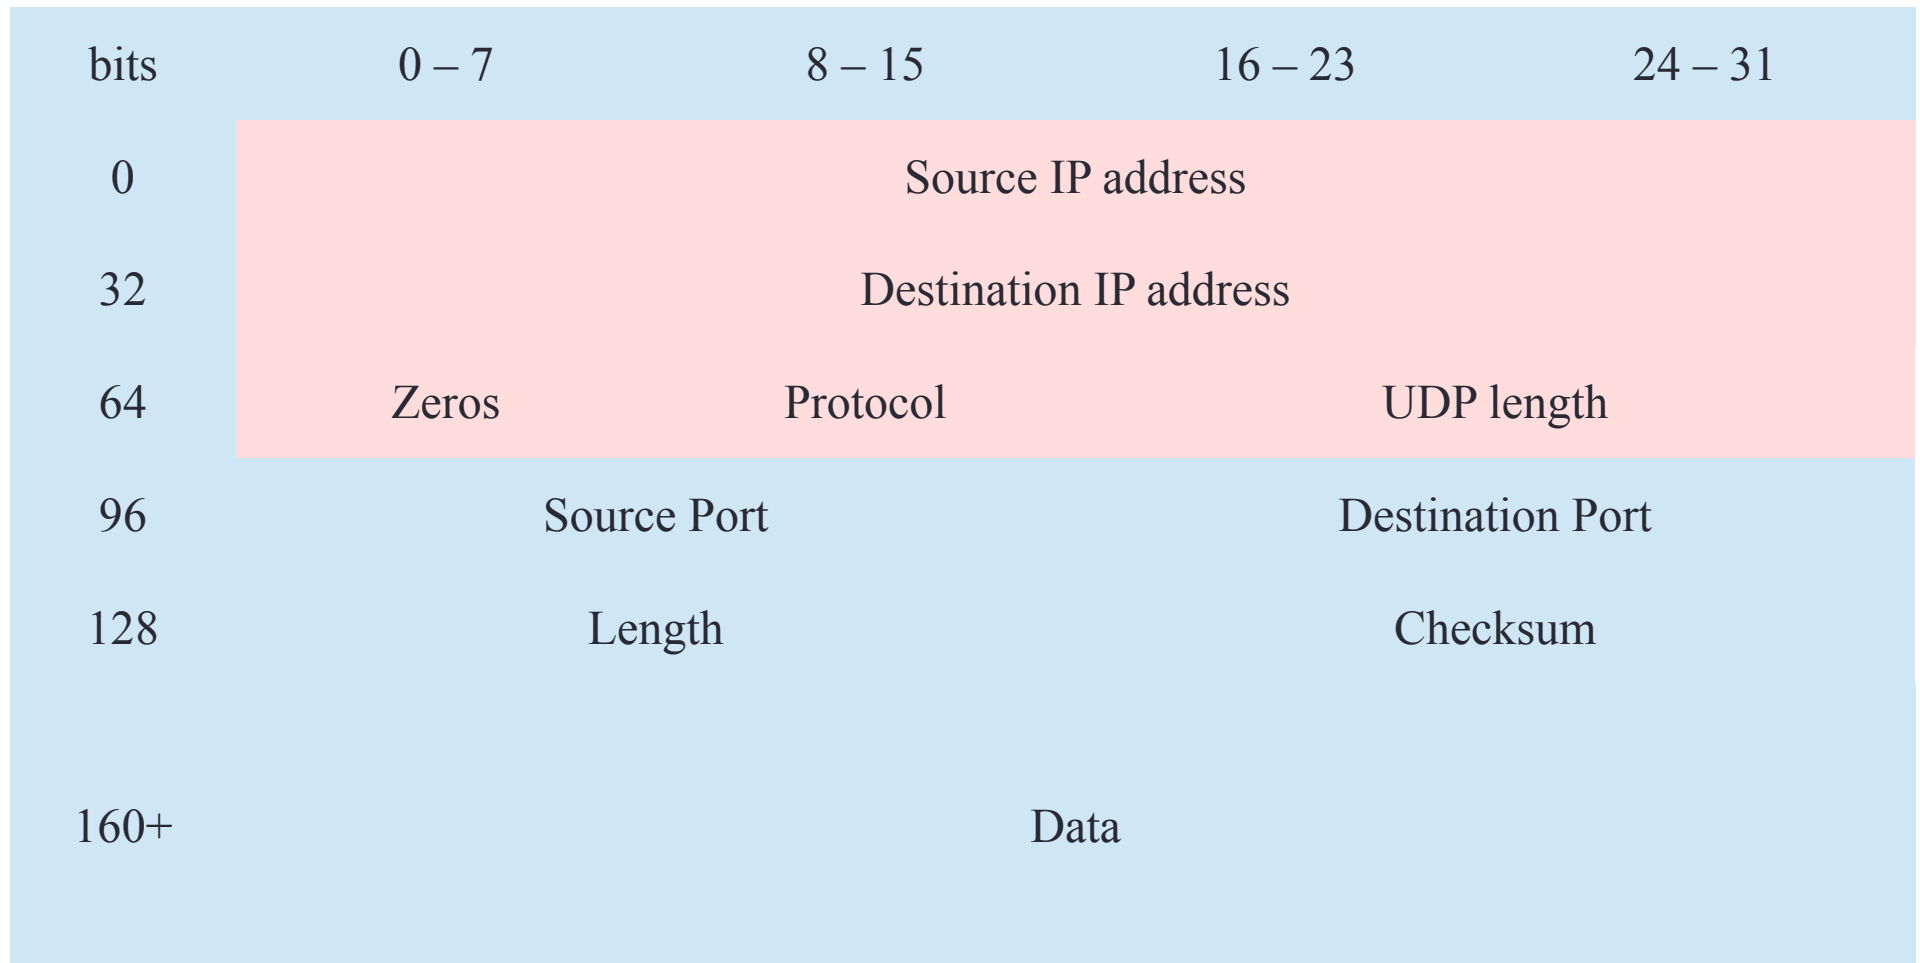 bits 0 – 7 8 – 15 16 – 23 24 – 31
0 Source IP address
32 Destination IP address
64 Zeros Protocol UDP length
96 Source Port Destination Port
128 Length Checksum
160+ Data